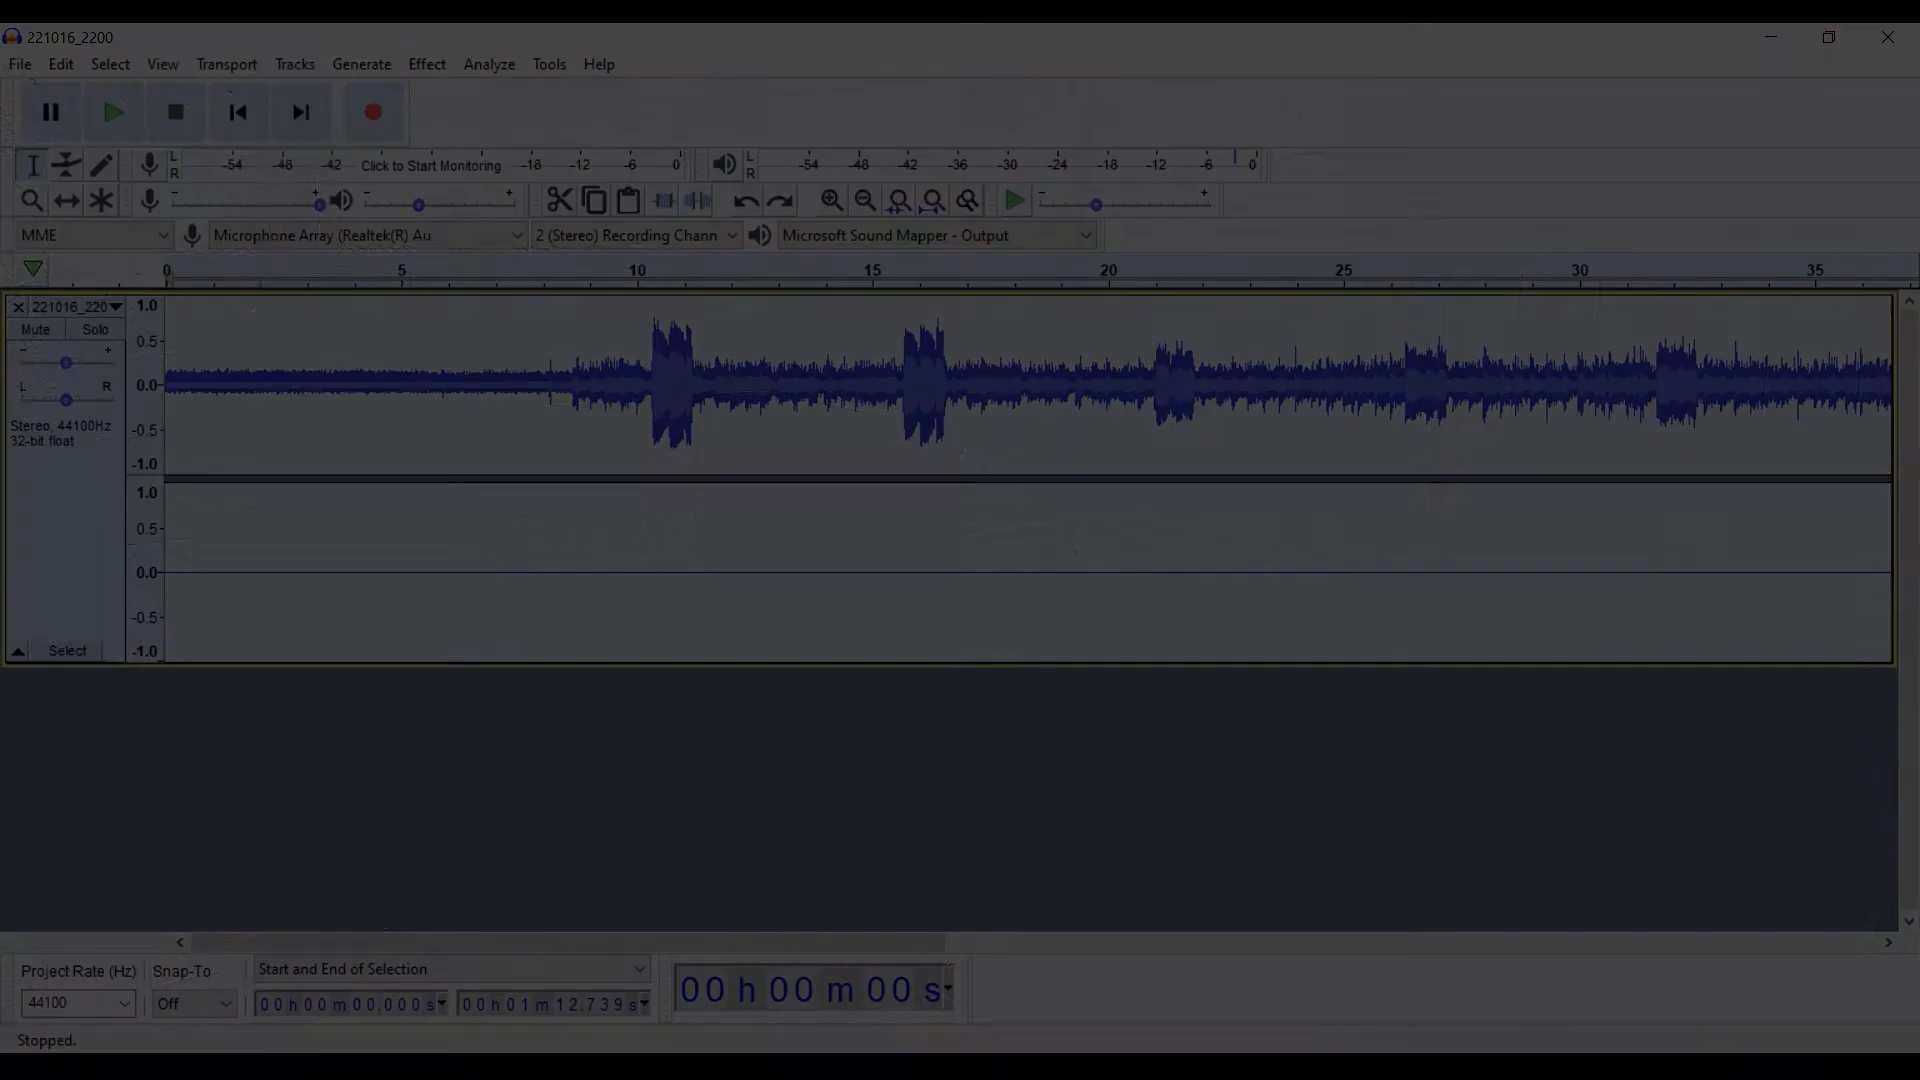 221016_2200
File Edit Select View Transport Tracks Generate Effect Analyze Tools Help
L R -54 -48 -42 Click to Start Monitoring -18 -12 -6 0 L R -54 -48 -42 -36 -30 -24 -18 -12 -6 0
- + - + - +
MME Microphone Array (Realtek(R) Au 2 (Stereo) Recording Chann Microsoft Sound Mapper - Output
0 5 10 15 20 25 30 35
221016_220 1.0
Mute Solo
- + 0.5
L R 0.0
Stereo, 44100Hz -0.5
32-bit float
-1.0
1.0
0.5
0.0
-0.5
Select -1.0
Project Rate (Hz) Snap-To Start and End of Selection
44100 Off 00 h 00 m 00.000 s 00 h 01 m 12.739 s 00 h 00 m 00 s
Stopped.